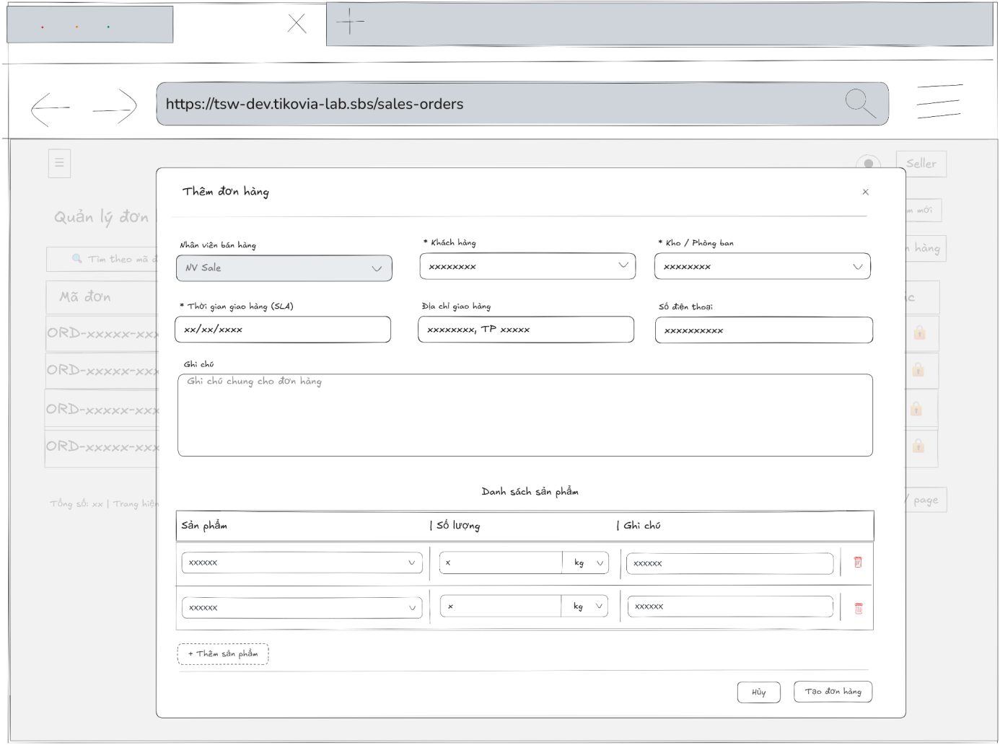 https://tsw-dev.tikovia-lab.sbs/sales-orders
Seller
Thêm đơn hàng
×
Quản lý đơn
m mới
Tìm theo mã đ
n hàng
Nhân viên bán hàng
* Khách hàng
* Kho / Phòng ban
NV Sale
xxxxxxxx
xxxxxxxx
Mã đơn
ác
* Thời gian giao hàng (SLA)
Địa chỉ giao hàng
Số điện thoại
xx/xx/xxxx
xxxxxxxx, TP xxxxx
xxxxxxxxxx
ORD-xxxxx-xxx
ORD-xxxxx-xxx
ORD-xxxxx-xxx
ORD-xxxxx-xxx
Ghi chú
Ghi chú chung cho đơn hàng
Danh sách sản phẩm
Tổng số: xx | Trang hiện
/ page
Sản phẩm | Số lượng | Ghi chú
xxxxxx x kg xxxxxx
xxxxxx x kg xxxxxx
+ Thêm sản phẩm
Hủy
Tạo đơn hàng